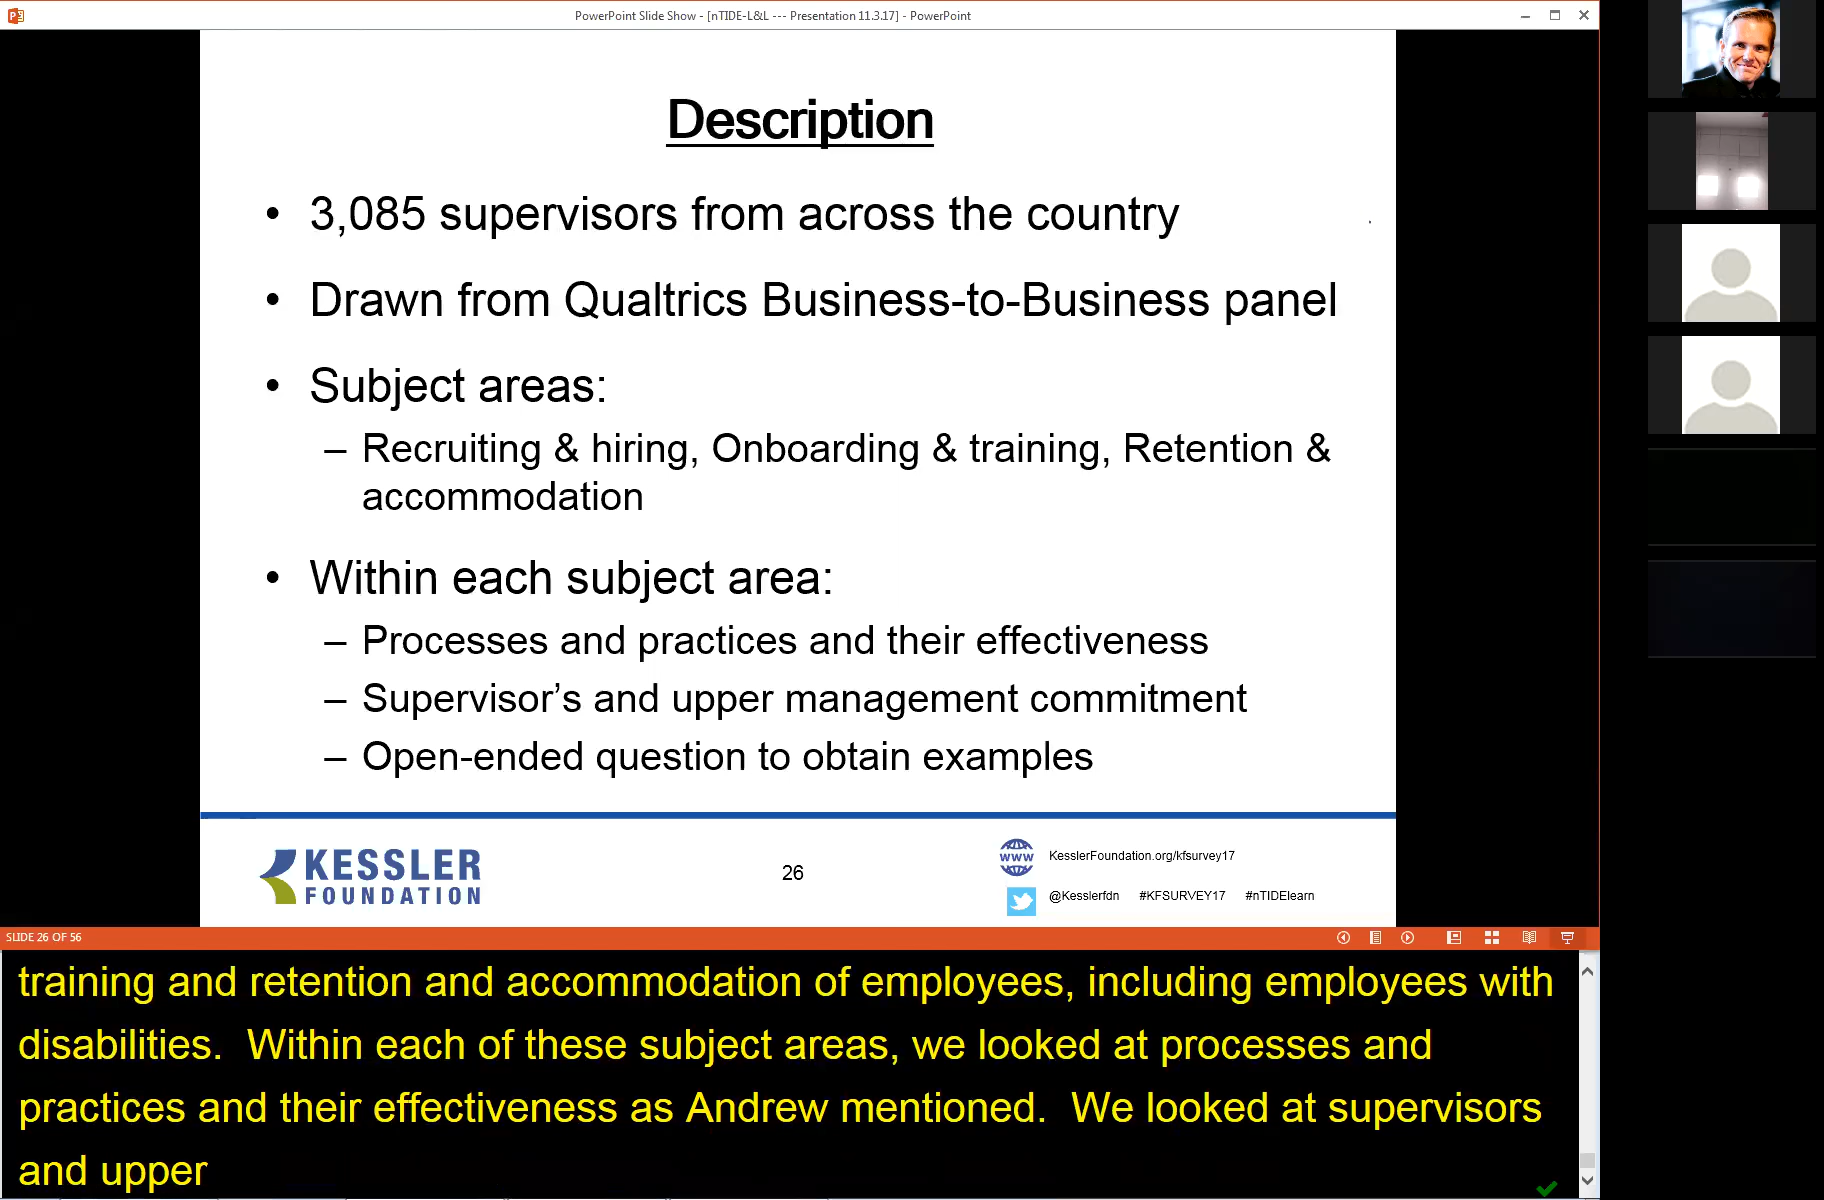 PowerPoint Slide Show - [nTIDE-L&L --- Presentation 11.3.17] - PowerPoint
Description
• 3,085 supervisors from across the country
• Drawn from Qualtrics Business-to-Business panel
• Subject areas:
– Recruiting & hiring, Onboarding & training, Retention &
accommodation
• Within each subject area:
– Processes and practices and their effectiveness
– Supervisor’s and upper management commitment
– Open-ended question to obtain examples
KESSLER
FOUNDATION
26
WWW
KesslerFoundation.org/kfsurvey17
@Kesslerfdn #KFSURVEY17 #nTIDElearn
SLIDE 26 OF 56
training and retention and accommodation of employees, including employees with
disabilities.  Within each of these subject areas, we looked at processes and
practices and their effectiveness as Andrew mentioned.  We looked at supervisors
and upper